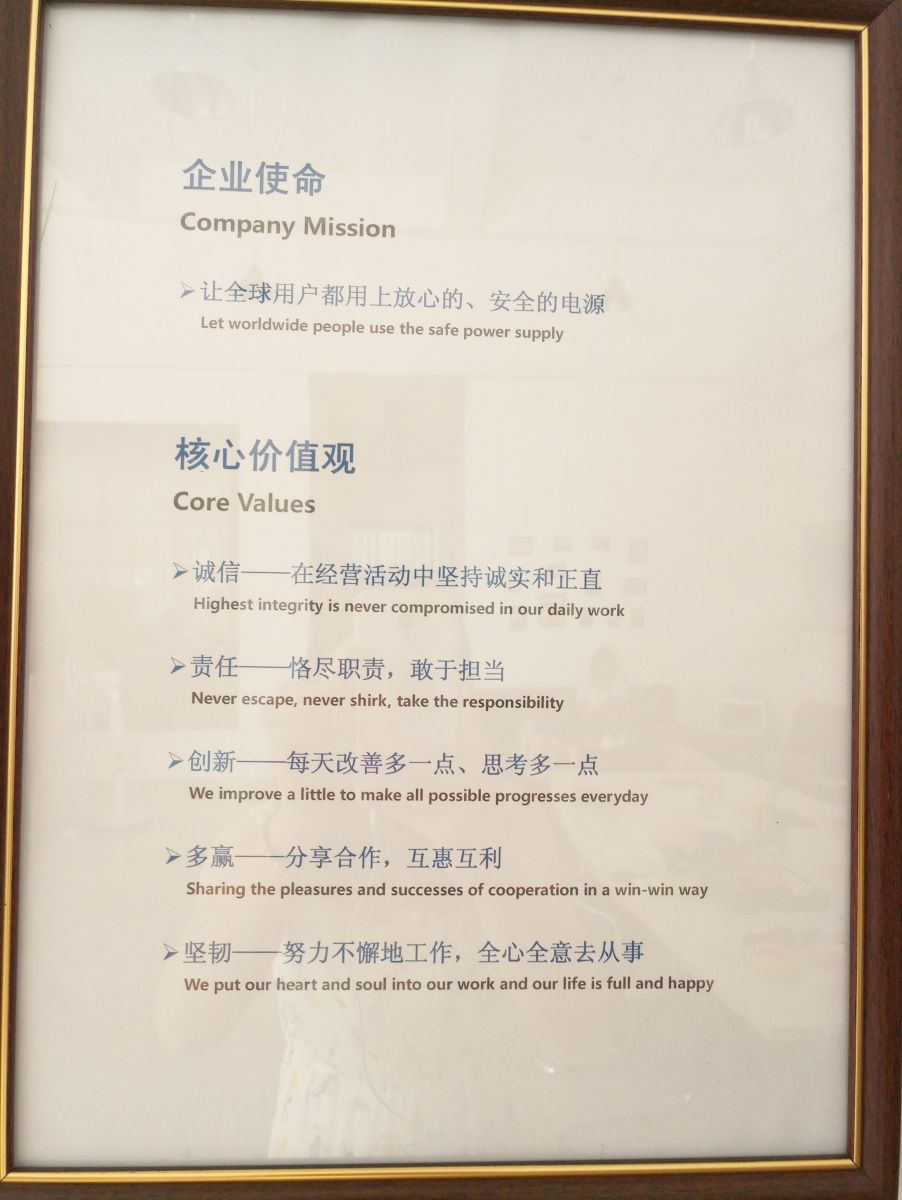 企业使命
Company Mission
➢让全球用户都用上放心的、安全的电源
Let worldwide people use the safe power supply
核心价值观
Core Values
➢诚信——在经营活动中坚持诚实和正直
Highest integrity is never compromised in our daily work
➢责任——恪尽职责，敢于担当
Never escape, never shirk, take the responsibility
➢创新——每天改善多一点、思考多一点
We improve a little to make all possible progresses everyday
➢多赢——分享合作，互惠互利
Sharing the pleasures and successes of cooperation in a win-win way
➢坚韧——努力不懈地工作，全心全意去从事
We put our heart and soul into our work and our life is full and happy